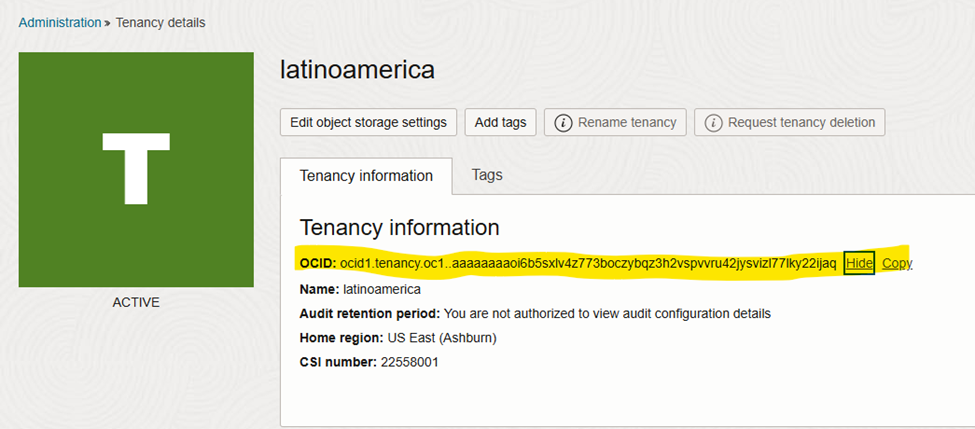 Administration » Tenancy details
T
ACTIVE
latinoamerica
Edit object storage settings Add tags i Rename tenancy i Request tenancy deletion
Tenancy information Tags
Tenancy information
OCID: ocid1.tenancy.oc1..aaaaaaaaoi6b5sxlv4z773boczybqz3h2vspvvru42jysvizl77lky22ijaq Hide Copy
Name: latinoamerica
Audit retention period: You are not authorized to view audit configuration details
Home region: US East (Ashburn)
CSI number: 22558001